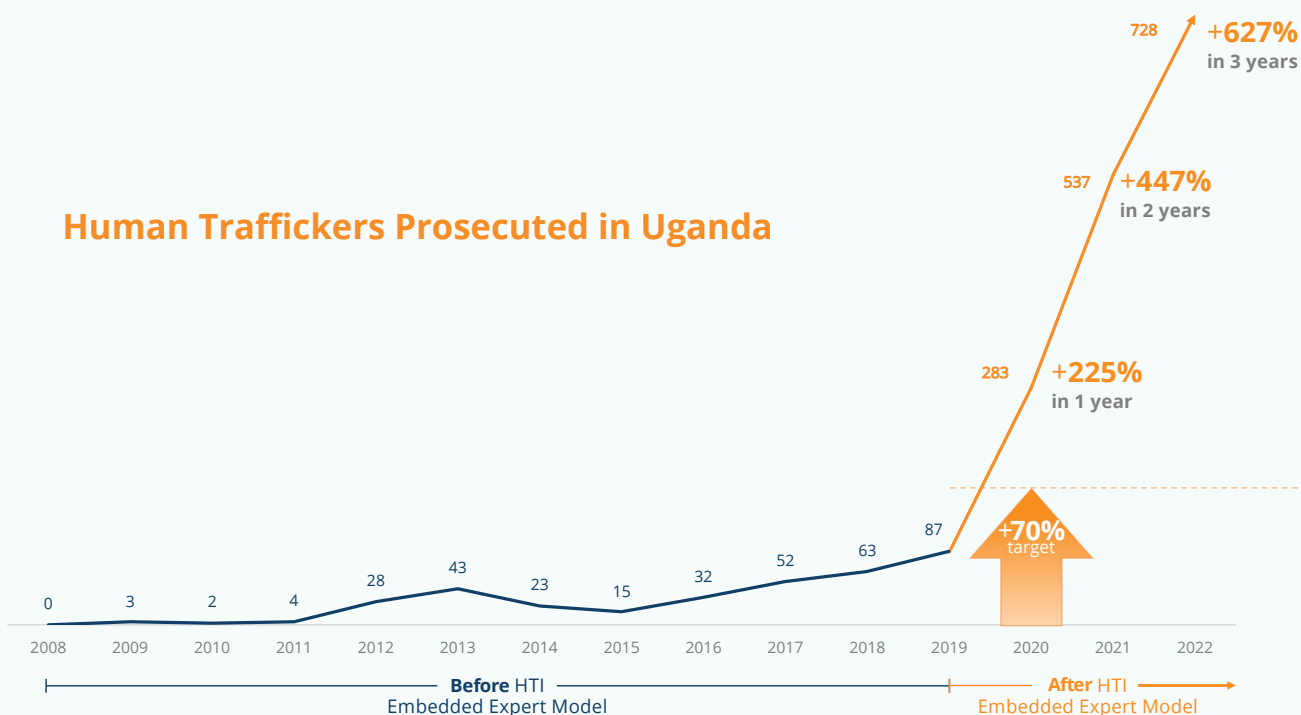 728
+627%
in 3 years
537
+447%
in 2 years
Human Traffickers Prosecuted in Uganda
283
+225%
in 1 year
+70%
target
0
3
2
4
28
43
23
15
32
52
63
87
2008 2009 2010 2011 2012 2013 2014 2015 2016 2017 2018 2019 2020 2021 2022
Before HTI
Embedded Expert Model
After HTI
Embedded Expert Model